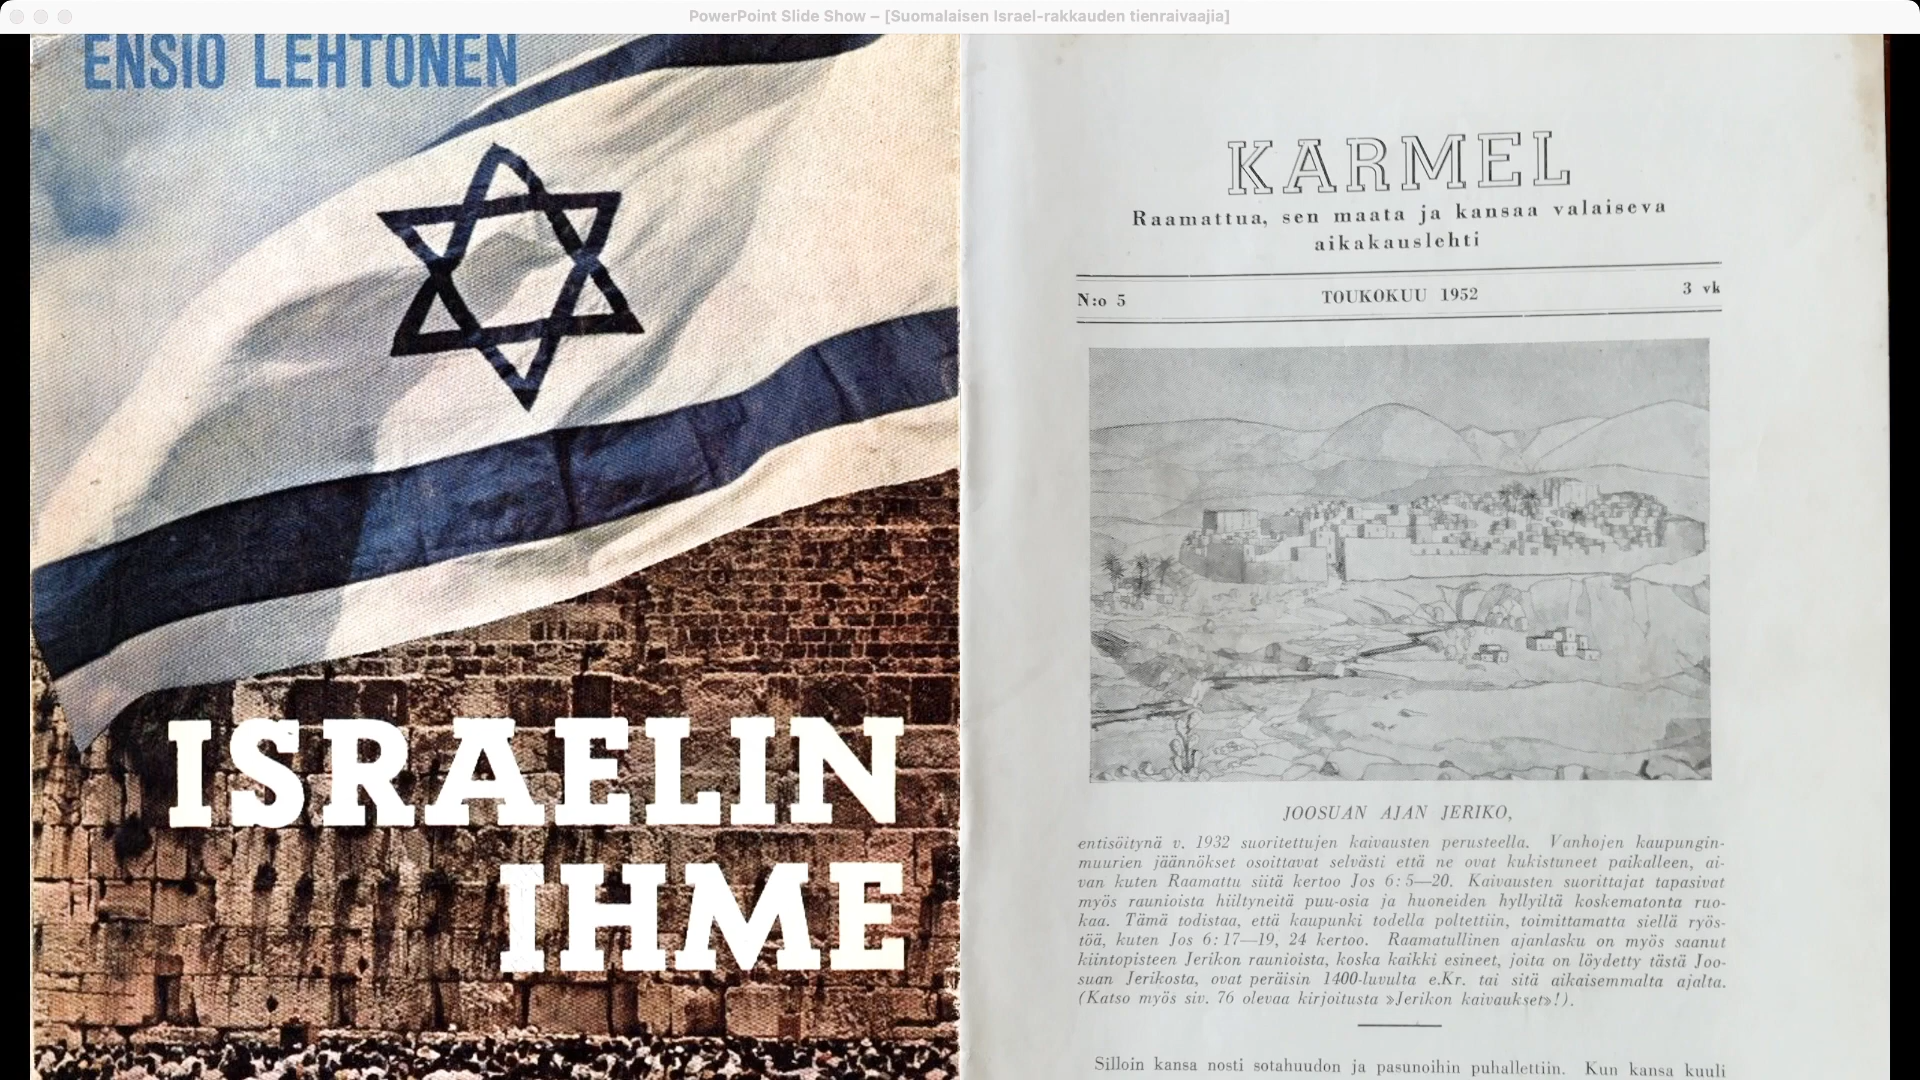 PowerPoint Slide Show – [Suomalaisen Israel-rakkauden tienraivaajia]
ENSIO LEHTONEN
ISRAELIN
IHME
KARMEL
Raamattua, sen maata ja kansaa valaiseva
aikakauslehti
N:o 5 TOUKOKUU 1952 3 vk
JOOSUAN AJAN JERIKO,
entisöitynä v. 1932 suoritettujen kaivausten perusteella. Vanhojen kaupungin-
muurien jäännökset osoittavat selvästi että ne ovat kukistuneet paikalleen, ai-
van kuten Raamattu siitä kertoo Jos 6: 5—20. Kaivausten suorittajat tapasivat
myös raunioista hiiltyneitä puu-osia ja huoneiden hyllyiltä koskematonta ruo-
kaa. Tämä todistaa, että kaupunki todella poltettiin, toimittamatta siellä ryös-
töä, kuten Jos 6: 17—19, 24 kertoo. Raamatullinen ajanlasku on myös saanut
kiintopisteen Jerikon raunioista, koska kaikki esineet, joita on löydetty tästä Joo-
suan Jerikosta, ovat peräisin 1400-luvulta e.Kr. tai sitä aikaisemmalta ajalta.
(Katso myös siv. 76 olevaa kirjoitusta »Jerikon kaivaukset»!).
Silloin kansa nosti sotahuudon ja pasunoihin puhallettiin. Kun kansa kuuli